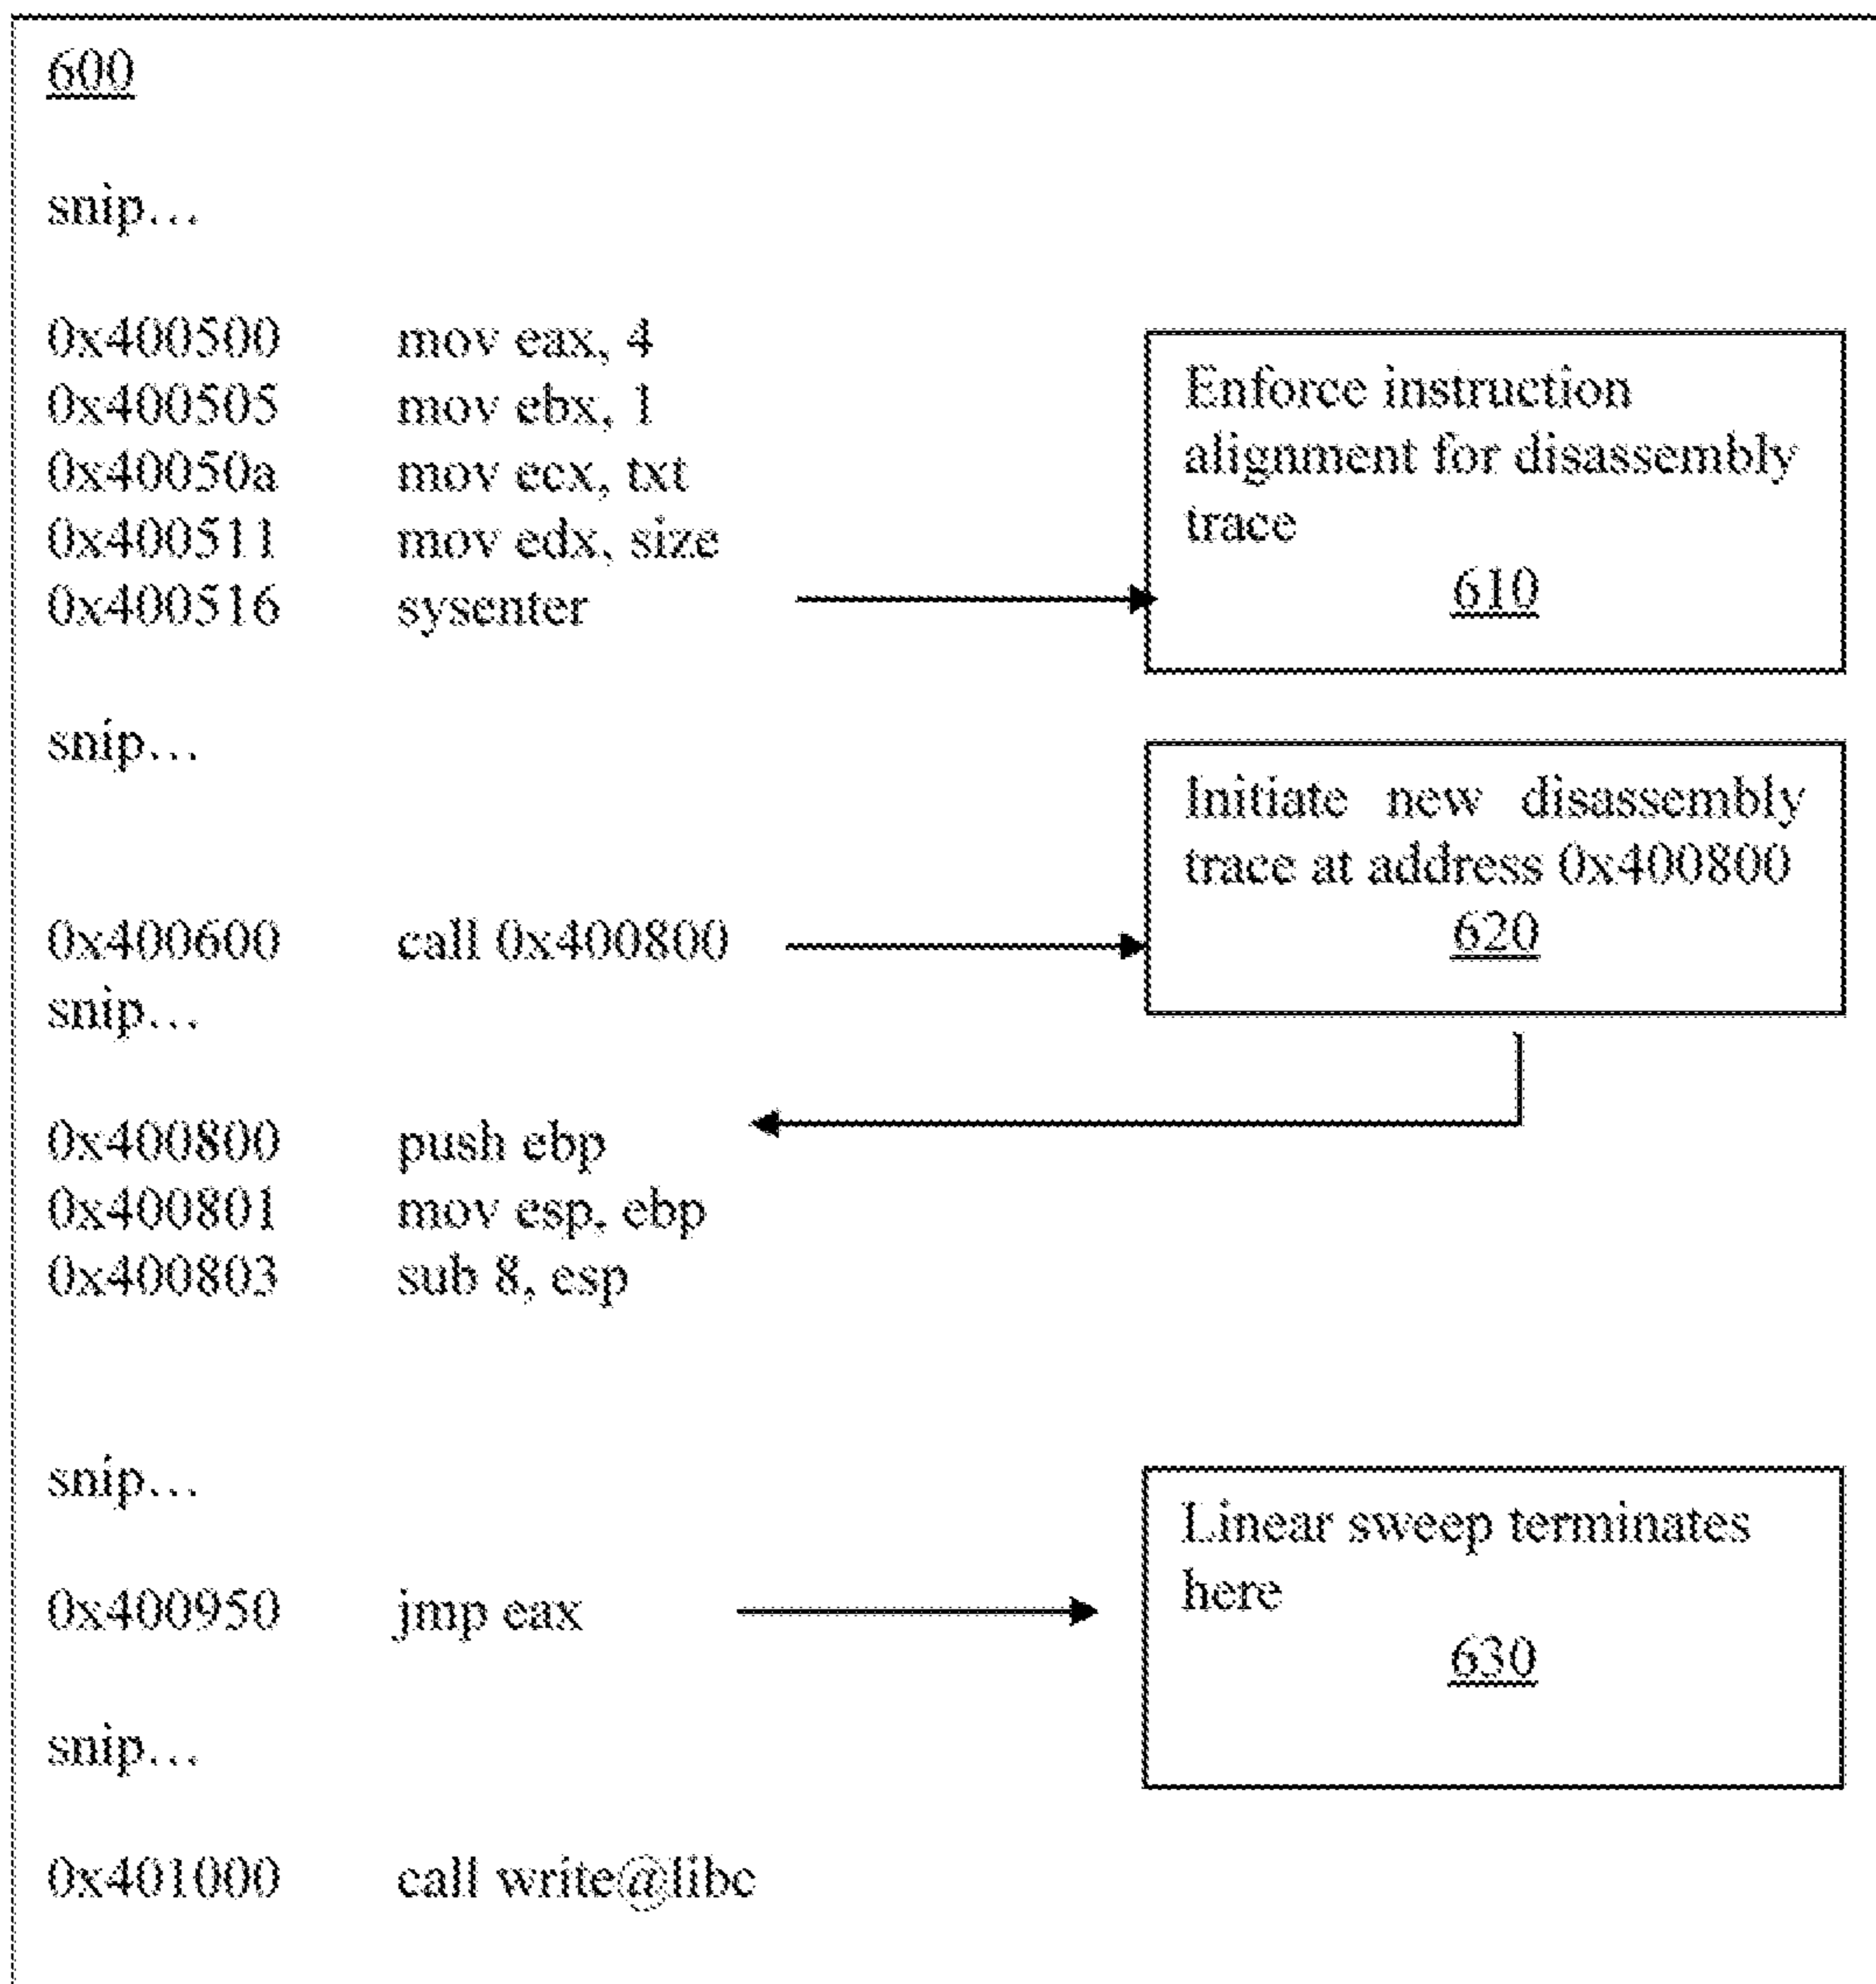 600
snip...
0x400500 mov eax, 4
0x400505 mov ebx, 1
0x40050a mov ecx, txt
0x400511 mov edx, size
0x400516 sysenter
Enforce instruction
alignment for disassembly
trace
610
snip...
Initiate new disassembly
trace at address 0x400800
620
0x400600 call 0x400800
snip...
0x400800 push ebp
0x400801 mov esp, ebp
0x400803 sub 8, esp
snip...
0x400950 jmp eax
Linear sweep terminates
here
630
snip...
0x401000 call write@libc